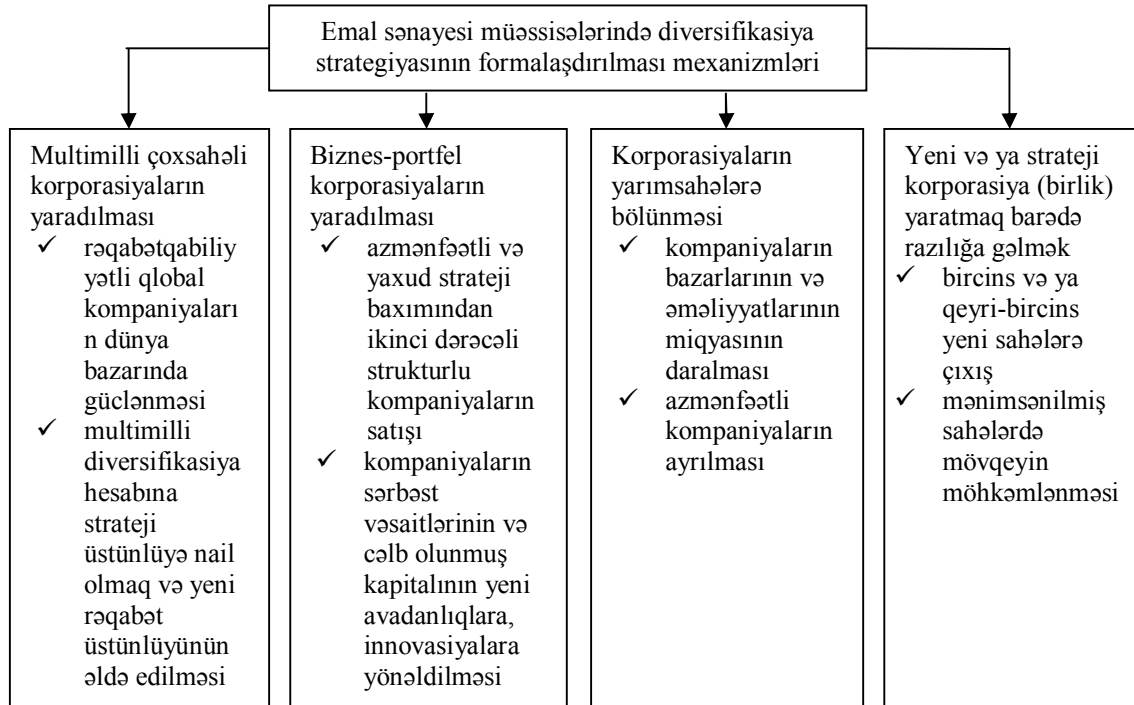 Emal sənayesi müəssisələrində diversifikasiya
strategiyasının formalaşdırılması mexanizmləri
Multimilli çoxsahəli
korporasiyaların
yaradılması
✓ rəqabətqabiliy
yətli qlobal
kompaniyaları
n dünya
bazarında
güclənməsi
✓ multimilli
diversifikasiya
hesabına
strateji
üstünlüyə nail
olmaq və yeni
rəqabət
üstünlüyünün
əldə edilməsi
Biznes-portfel
korporasiyaların
yaradılması
✓ azmənfəətli və
yaxud strateji
baxımından
ikinci dərəcəli
strukturlu
kompaniyaların
satışı
✓ kompaniyaların
sərbəst
vəsaitlərinin və
cəlb olunmuş
kapitalının yeni
avadanlıqlara,
innovasiyalara
yönəldilməsi
Korporasiyaların
yarımsahələrə
bölünməsi
✓ kompaniyaların
bazarlarının və
əməliyyatlarının
miqyasının
daralması
✓ azmənfəətli
kompaniyaların
ayrılması
Yeni və ya strateji
korporasiya (birlik)
yaratmaq barədə
razılığa gəlmək
✓ bircins və ya
qeyri-bircins
yeni sahələrə
çıxış
✓ mənimsənilmiş
sahələrdə
mövqeyin
möhkəmlənməsi